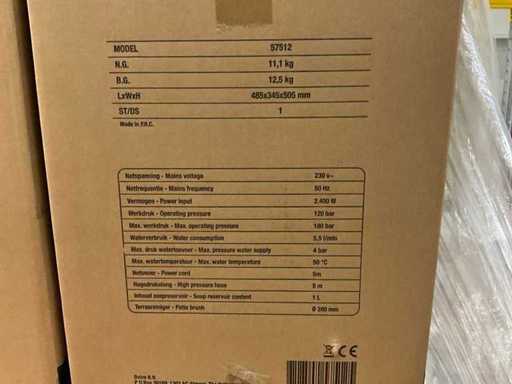 MODEL 57512
N.G. 11,1 kg
B.G. 12,5 kg
LxWxH 485x345x505 mm
ST/DS 1
Made in P.R.C.
Netspanning - Mains voltage 230 v~
Netfrequentie - Mains frequency 50 Hz
Vermogen - Power input 2.400 W
Werkdruk - Operating pressure 120 bar
Max. werkdruk - Max. operating pressure 180 bar
Waterverbruik - Water consumption 5,5 l/min
Max. druk watertoevoer - Max. pressure water supply 4 bar
Max. watertemperatuur - Max. water temperature 50 °C
Netsnoer - Power cord 5m
Hogedrukslang - High pressure hose 8 m
Inhoud zeepreservoir - Soap reservoir content 1 L
Terrasreiniger - Patio brush Ø 280 mm
CE